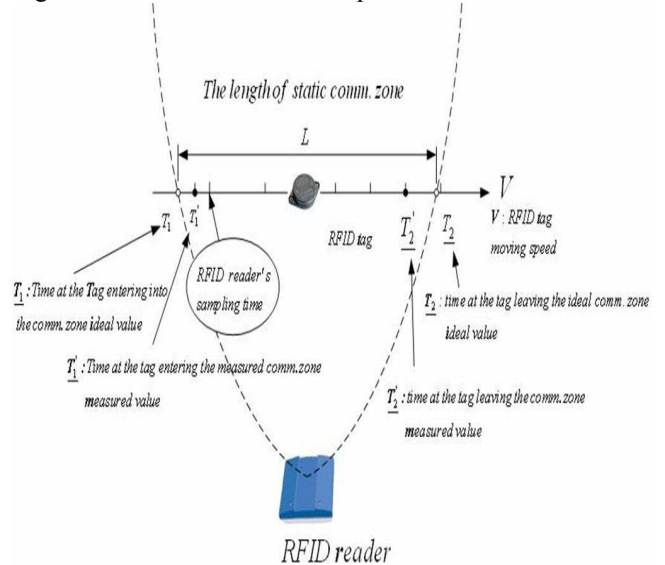 The length of static comm. zone
L
V
T1
T1'
RFID tag
T2'
T2
V : RFID tag
moving speed
RFID reader's
sampling time
T1 : Time at the Tag entering into
the comm. zone ideal value
T2 : time at the tag leaving the ideal comm. zone
ideal value
T1' : Time at the tag entering the measured comm. zone
measured value
T2' : time at the tag leaving the comm. zone
measured value
RFID reader